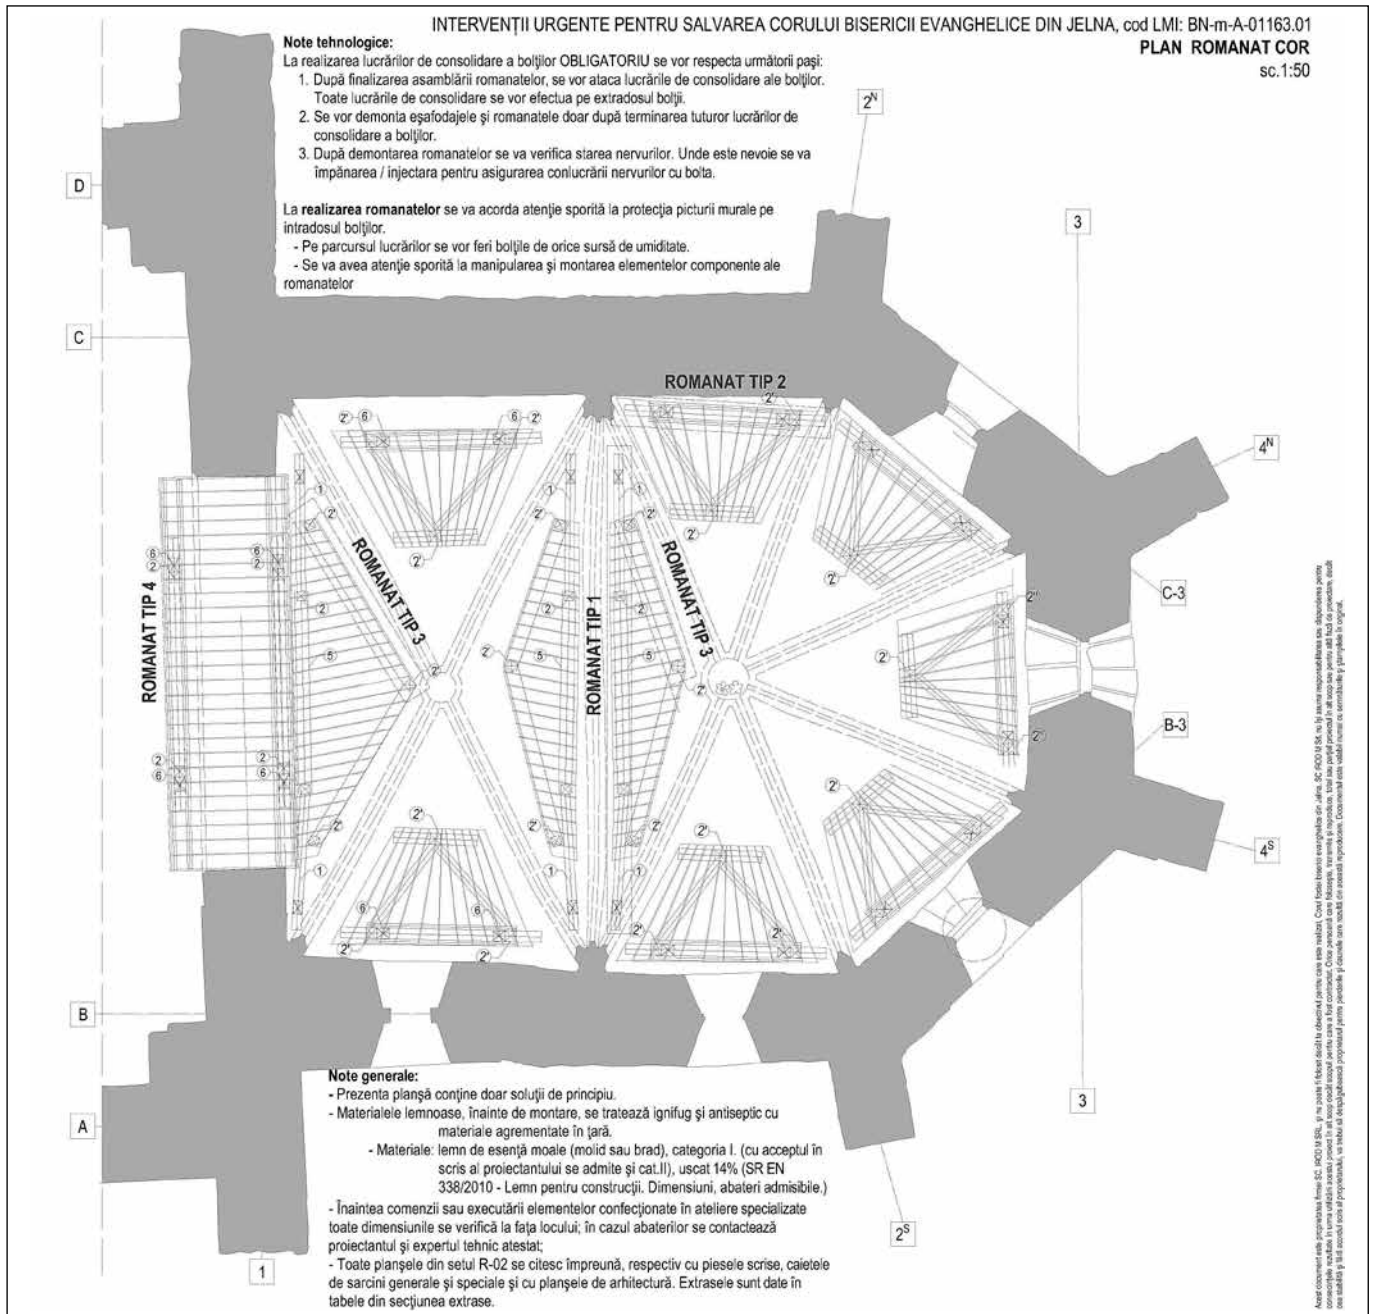 INTERVENȚII URGENTE PENTRU SALVAREA CORULUI BISERICII EVANGHELICE DIN JELNA, cod LMI: BN-m-A-01163.01
PLAN ROMANAT COR
sc.1:50
Note tehnologice:
La realizarea lucrărilor de consolidare a bolților OBLIGATORIU se vor respecta următorii pași:
1. După finalizarea asamblării romanatelor, se vor ataca lucrările de consolidare ale bolților.
Toate lucrările de consolidare se vor efectua pe extradosul bolții.
2. Se vor demonta eșafodajele și romanatele doar după terminarea tuturor lucrărilor de
consolidare a bolților.
3. După demontarea romanatelor se va verifica starea nervurilor. Unde este nevoie se va
împănarea / injectara pentru asigurarea conlucrării nervurilor cu bolta.
La realizarea romanatelor se va acorda atenție sporită la protecția picturii murale pe
intradosul bolților.
- Pe parcursul lucrărilor se vor feri bolțile de orice sursă de umiditate.
- Se va avea atenție sporită la manipularea și montarea elementelor componente ale
romanatelor
2N
D
3
C
ROMANAT TIP 2
4N
ROMANAT TIP 4
ROMANAT TIP 3
ROMANAT TIP 1
ROMANAT TIP 3
C-3
B-3
4S
B
A
3
2S
1
Note generale:
- Prezenta planșă conține doar soluții de principiu.
- Materialele lemnoase, înainte de montare, se tratează ignifug și antiseptic cu
materiale agrementate în țară.
- Materiale: lemn de esență moale (molid sau brad), categoria I. (cu acceptul în
scris al proiectantului se admite și cat.II), uscat 14% (SR EN
338/2010 - Lemn pentru construcții. Dimensiuni, abateri admisibile.)
- Înaintea comenzii sau executării elementelor confecționate în ateliere specializate
toate dimensiunile se verifică la fața locului; în cazul abaterilor se contactează
proiectantul și expertul tehnic atestat;
- Toate planșele din setul R-02 se citesc împreună, respectiv cu piesele scrise, caietele
de sarcini generale și speciale și cu planșele de arhitectură. Extrasele sunt date în
tabele din secțiunea extrase.